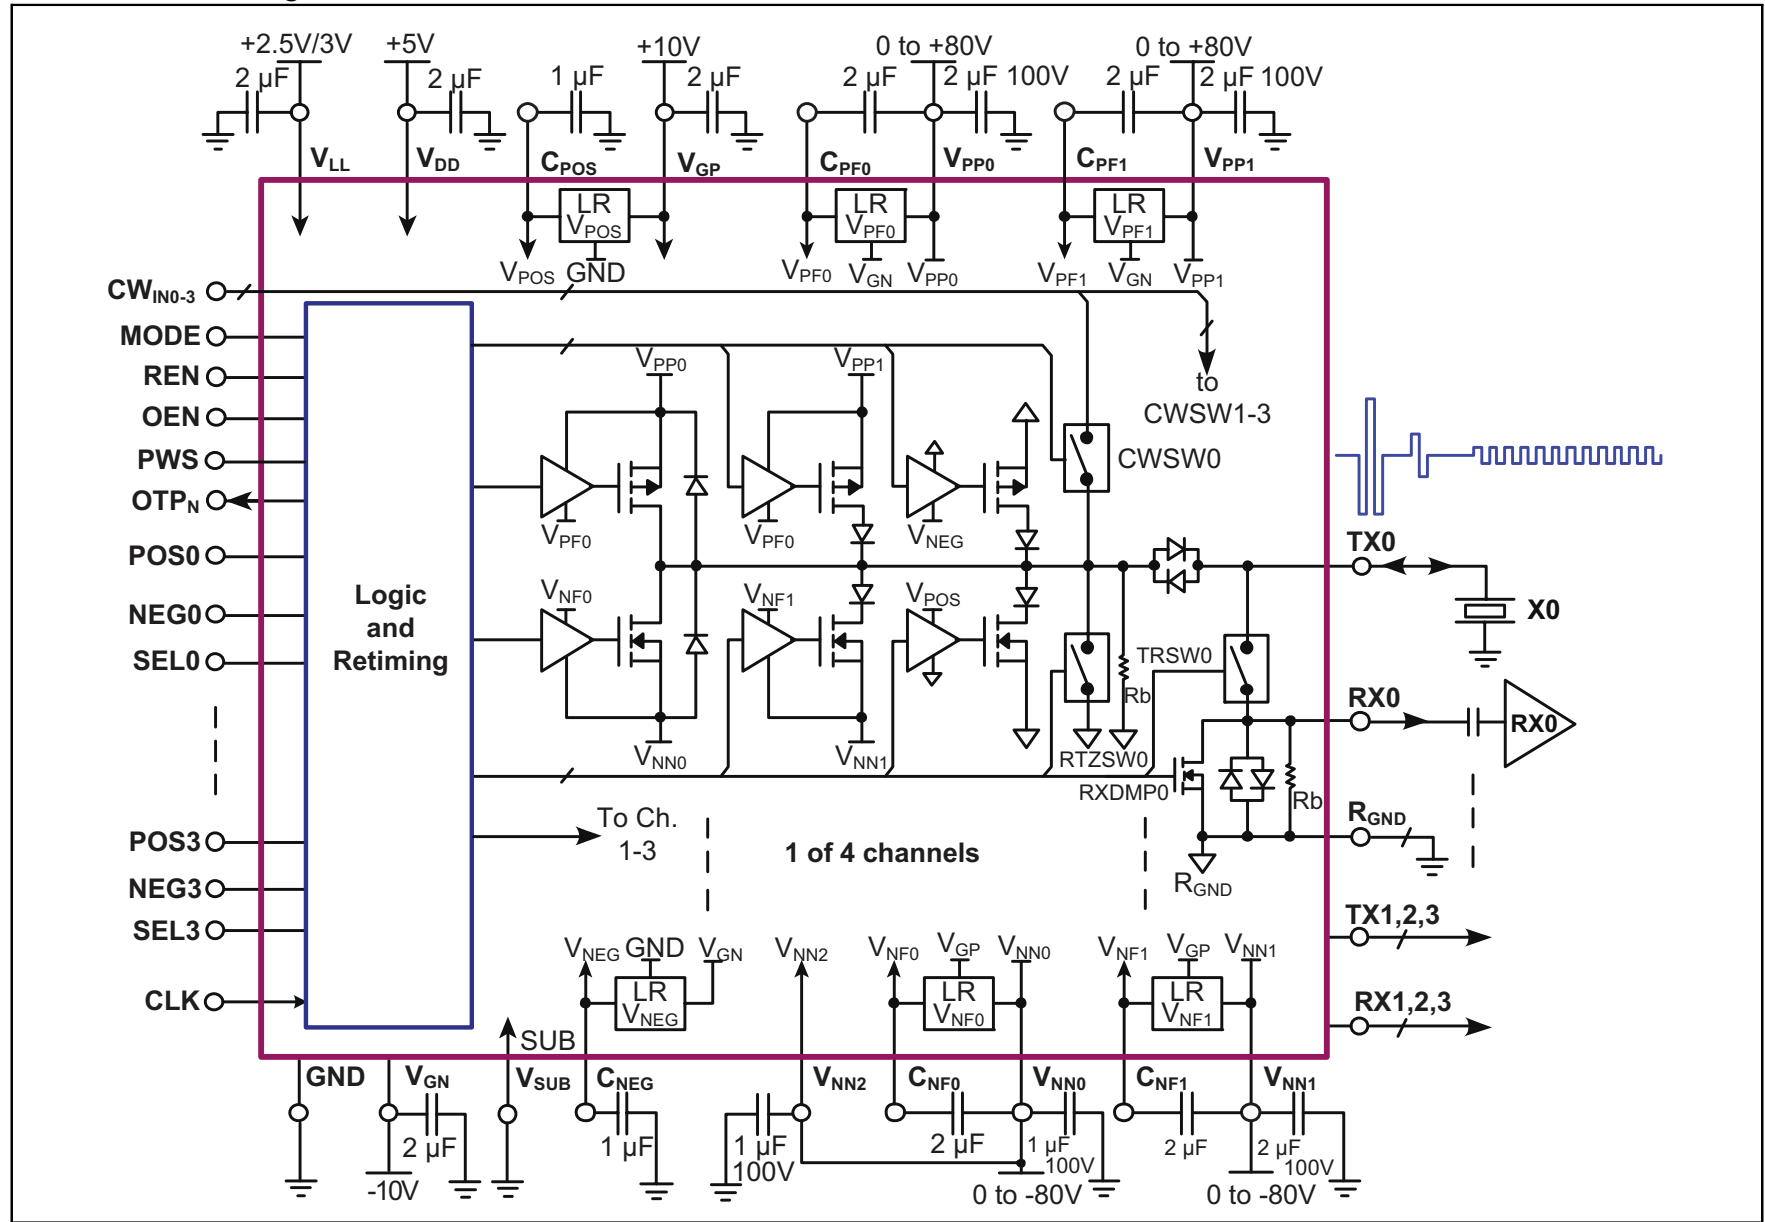 +2.5V/3V
+5V
+10V
0 to +80V
0 to +80V
2 µF
2 µF
1 µF
2 µF
2 µF
2 µF 100V
2 µF
2 µF 100V
VLL
VDD
CPOS
VGP
CPF0
VPP0
CPF1
VPP1
LR
VPOS
LR
VPF0
LR
VPF1
VPOS
GND
VPF0
VGN
VPP0
VPF1
VGN
VPP1
CWIN0-3
MODE
REN
OEN
PWS
OTPN
POS0
NEG0
SEL0
POS3
NEG3
SEL3
CLK
Logic
and
Retiming
VPP0
VPP1
to
CWSW1-3
CWSW0
VPF0
VPF0
VNEG
VNF0
VNF1
VPOS
TRSW0
Rb
VNN0
VNN1
RTZSW0
RXDMP0
Rb
TX0
X0
RX0
RX0
RGND
RGND
To Ch.
1-3
1 of 4 channels
TX1,2,3
RX1,2,3
VNEG
GND
VGN
VNN2
VNF0
VGP
VNN0
VNF1
VGP
VNN1
LR
VNEG
LR
VNF0
LR
VNF1
SUB
GND
VGN
VSUB
CNEG
VNN2
CNF0
VNN0
CNF1
VNN1
2 µF
1 µF
1 µF
100V
2 µF
1 µF
100V
2 µF
2 µF
100V
-10V
0 to -80V
0 to -80V